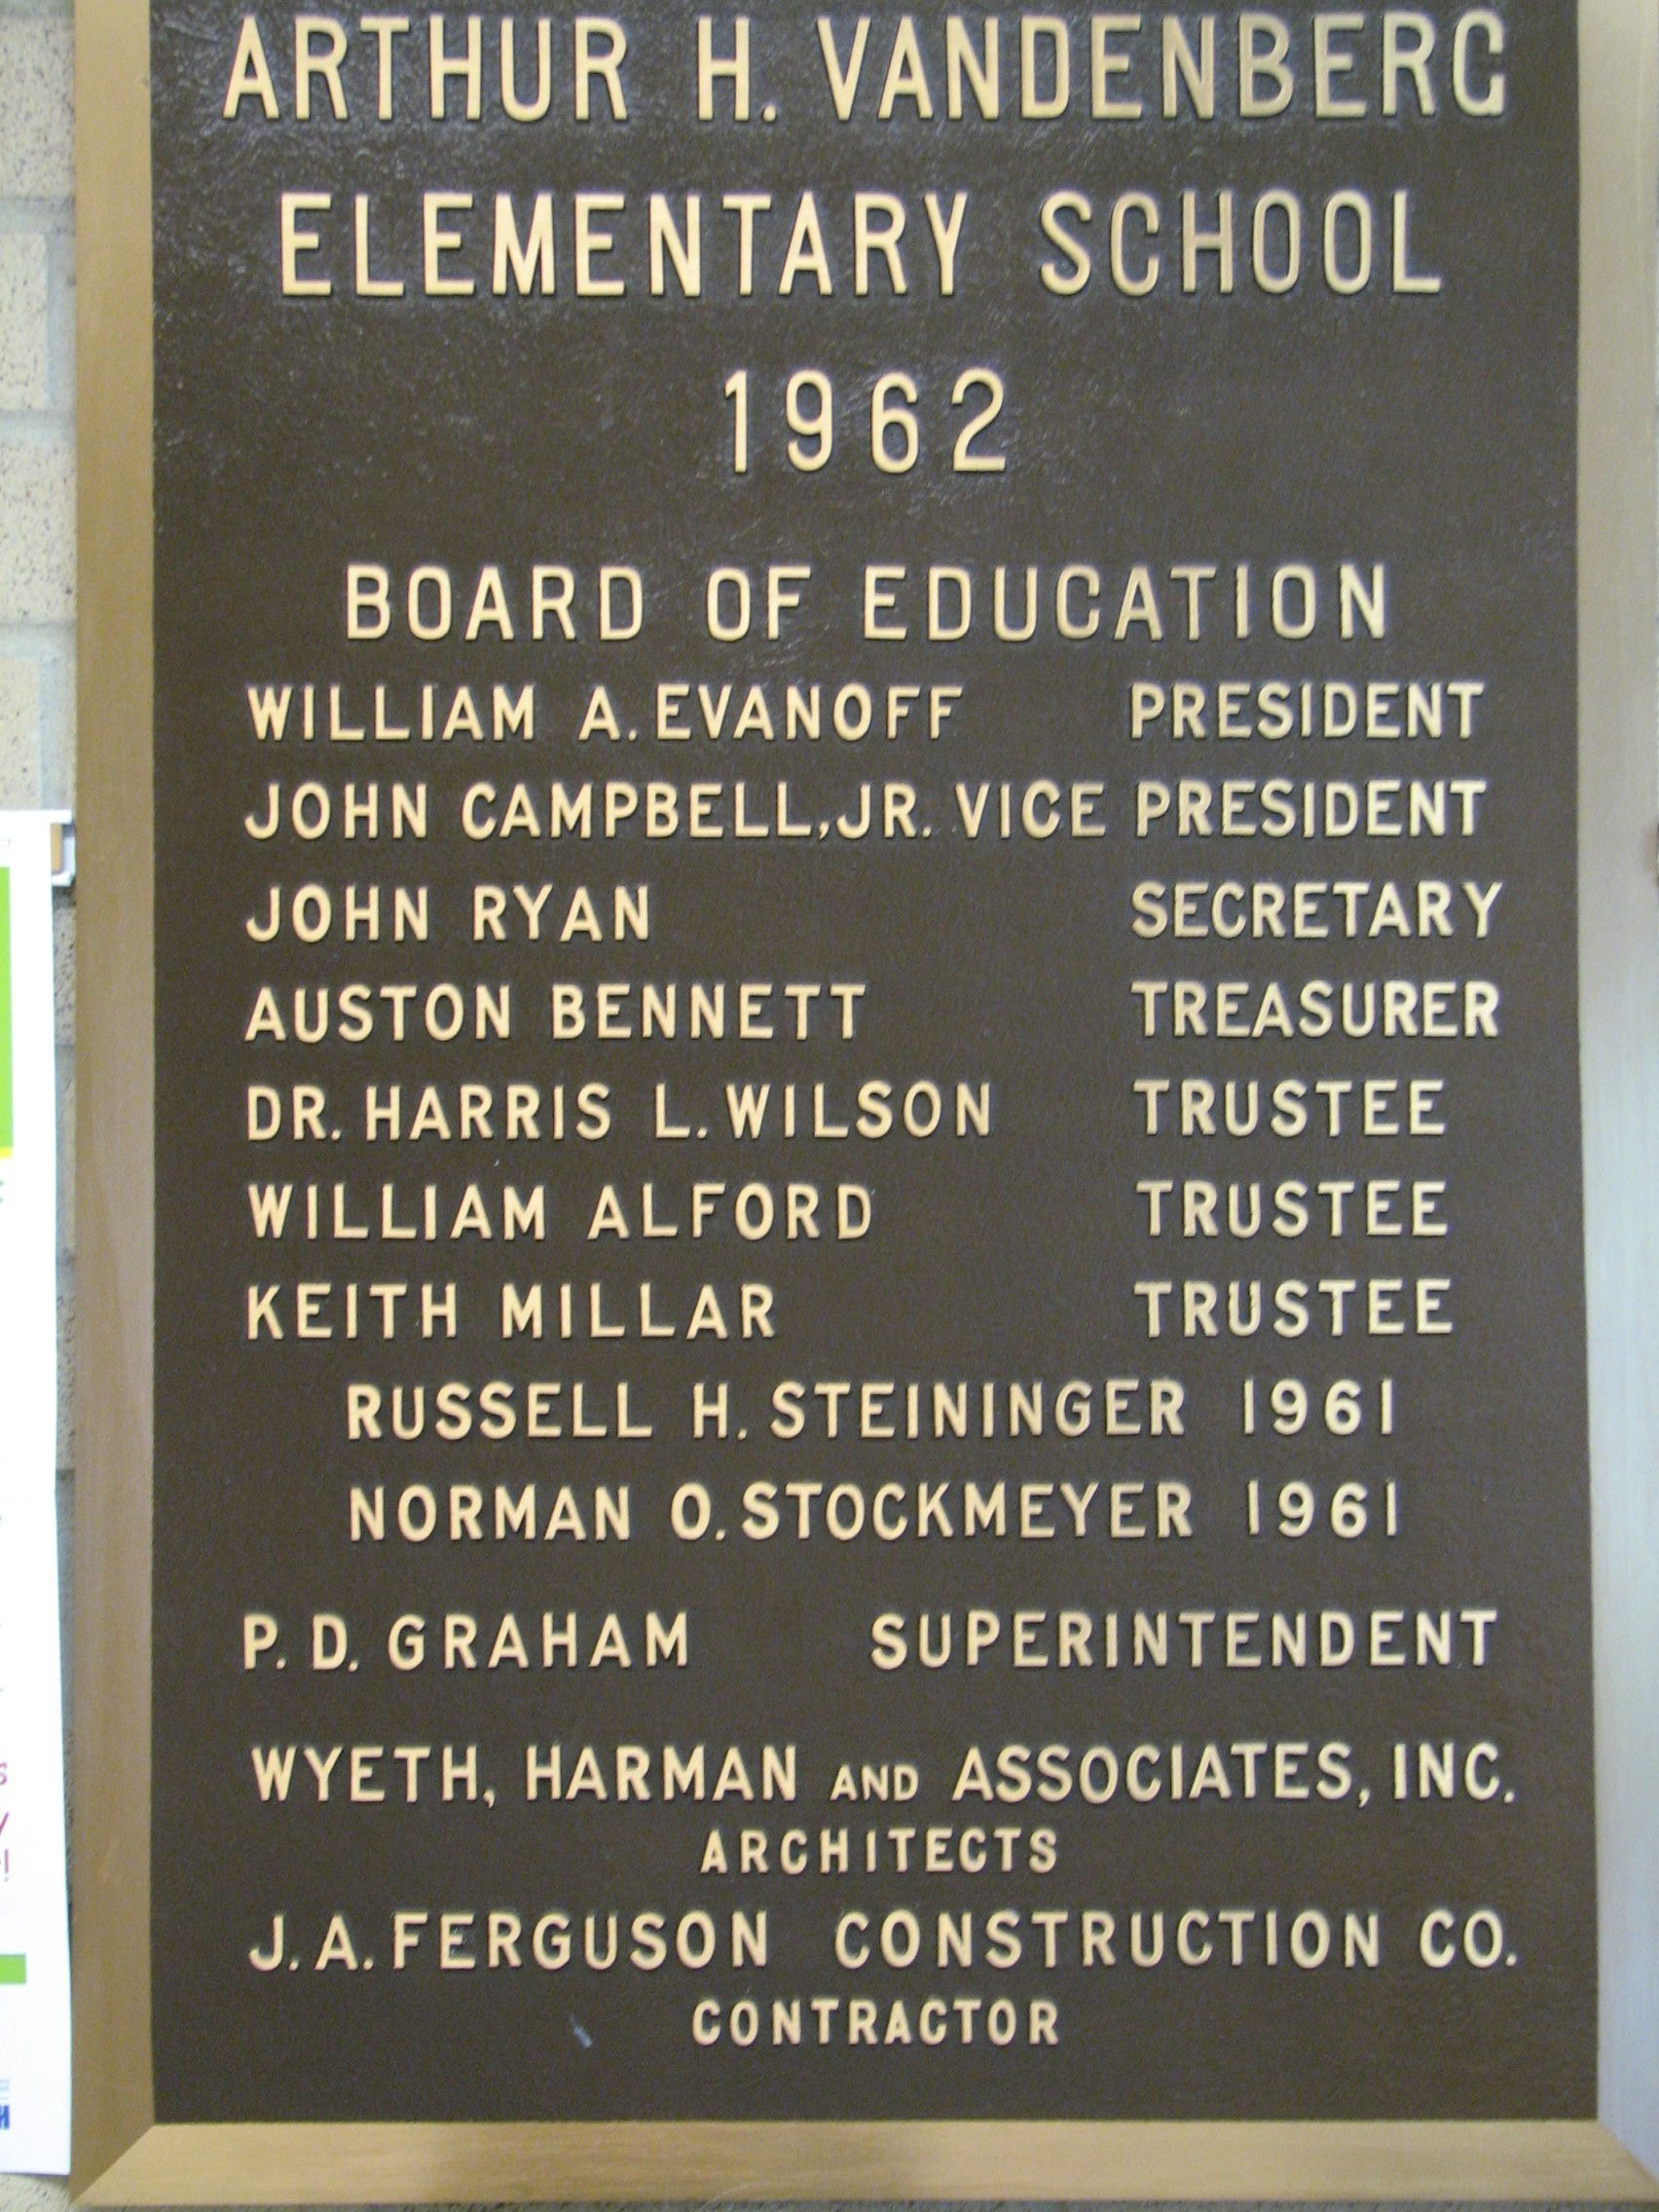 ARTHUR H. VANDENBERG
ELEMENTARY SCHOOL
1962
BOARD OF EDUCATION
WILLIAM A. EVANOFF PRESIDENT
JOHN CAMPBELL, JR. VICE PRESIDENT
JOHN RYAN SECRETARY
AUSTON BENNETT TREASURER
DR. HARRIS L. WILSON TRUSTEE
WILLIAM ALFORD TRUSTEE
KEITH MILLAR TRUSTEE
RUSSELL H. STEININGER 1961
NORMAN O. STOCKMEYER 1961
P. D. GRAHAM SUPERINTENDENT
WYETH, HARMAN AND ASSOCIATES, INC.
ARCHITECTS
J. A. FERGUSON CONSTRUCTION CO.
CONTRACTOR